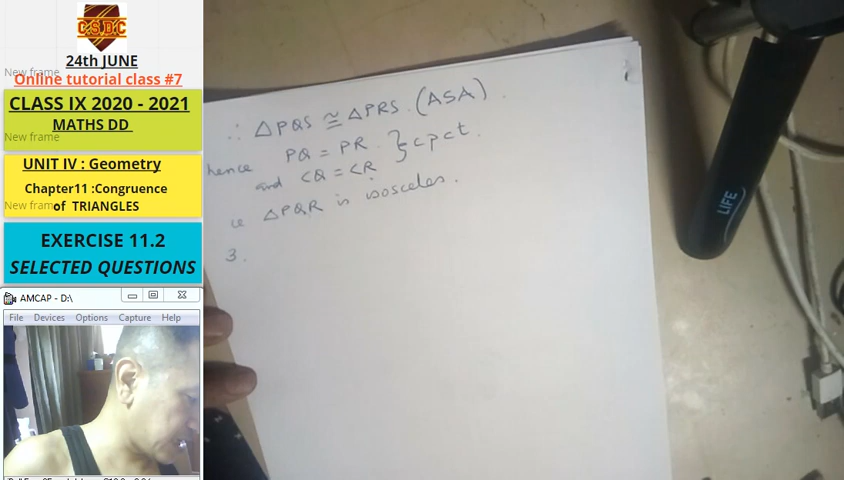 CSDC
24th JUNE
New frame
Online tutorial class #7
CLASS IX 2020 - 2021
MATHS DD
New frame
UNIT IV : Geometry
Chapter11 :Congruence
of TRIANGLES
New frame
EXERCISE 11.2
SELECTED QUESTIONS
AMCAP - D:\
File Devices Options Capture Help
∴ △PQS ≅ △PRS. (ASA)
hence PQ = PR. } cpct.
and ∠Q = ∠R
ie △PQR is isosceles.
3.
LIFE